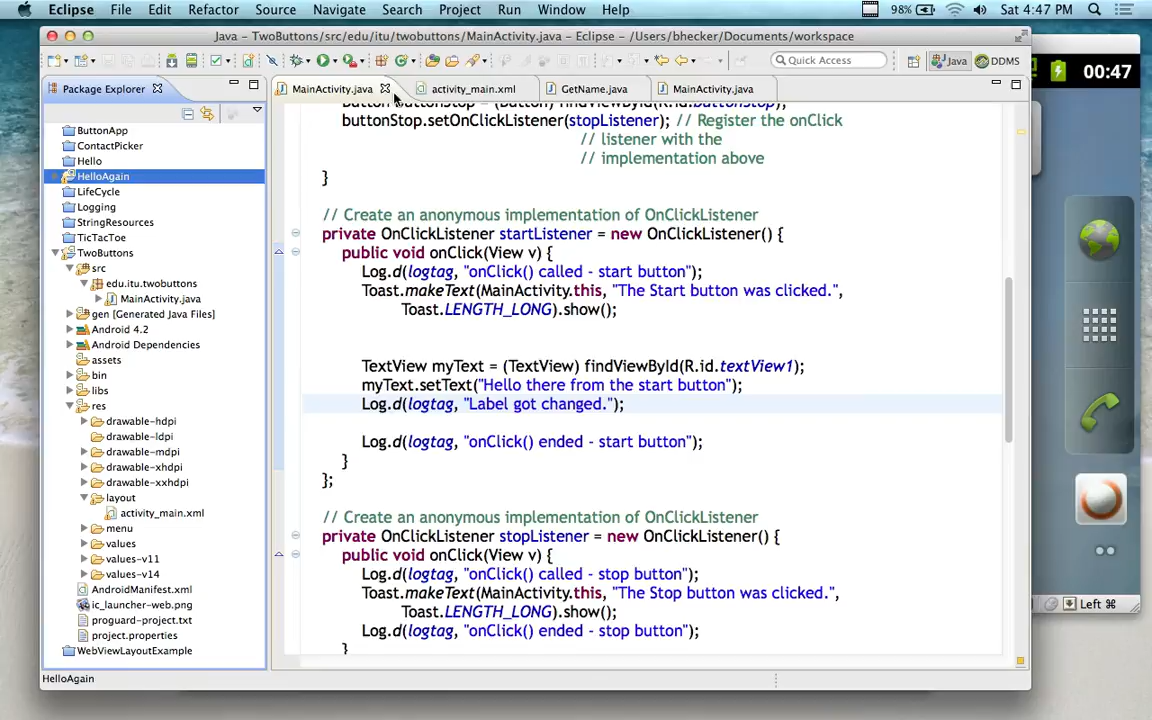 Eclipse File Edit Refactor Source Navigate Search Project Run Window Help 98% Sat 4:47 PM
Java - TwoButtons/src/edu/itu/twobuttons/MainActivity.java - Eclipse - /Users/bhecker/Documents/workspace
Quick Access Java DDMS
00:47
Package Explorer
MainActivity.java activity_main.xml GetName.java MainActivity.java
ButtonApp
ContactPicker
Hello
HelloAgain
LifeCycle
Logging
StringResources
TicTacToe
TwoButtons
src
edu.itu.twobuttons
MainActivity.java
gen [Generated Java Files]
Android 4.2
Android Dependencies
assets
bin
libs
res
drawable-hdpi
drawable-ldpi
drawable-mdpi
drawable-xhdpi
drawable-xxhdpi
layout
activity_main.xml
menu
values
values-v11
values-v14
AndroidManifest.xml
ic_launcher-web.png
proguard-project.txt
project.properties
WebViewLayoutExample
Button buttonStop = (Button) findViewById(R.id.buttonStop);
buttonStop.setOnClickListener(stopListener); // Register the onClick
// listener with the
// implementation above
}
// Create an anonymous implementation of OnClickListener
private OnClickListener startListener = new OnClickListener() {
public void onClick(View v) {
Log.d(logtag, "onClick() called - start button");
Toast.makeText(MainActivity.this, "The Start button was clicked.",
Toast.LENGTH_LONG).show();
TextView myText = (TextView) findViewById(R.id.textView1);
myText.setText("Hello there from the start button");
Log.d(logtag, "Label got changed.");
Log.d(logtag, "onClick() ended - start button");
}
};
// Create an anonymous implementation of OnClickListener
private OnClickListener stopListener = new OnClickListener() {
public void onClick(View v) {
Log.d(logtag, "onClick() called - stop button");
Toast.makeText(MainActivity.this, "The Stop button was clicked.",
Toast.LENGTH_LONG).show();
Log.d(logtag, "onClick() ended - stop button");
}
Left ⌘
HelloAgain